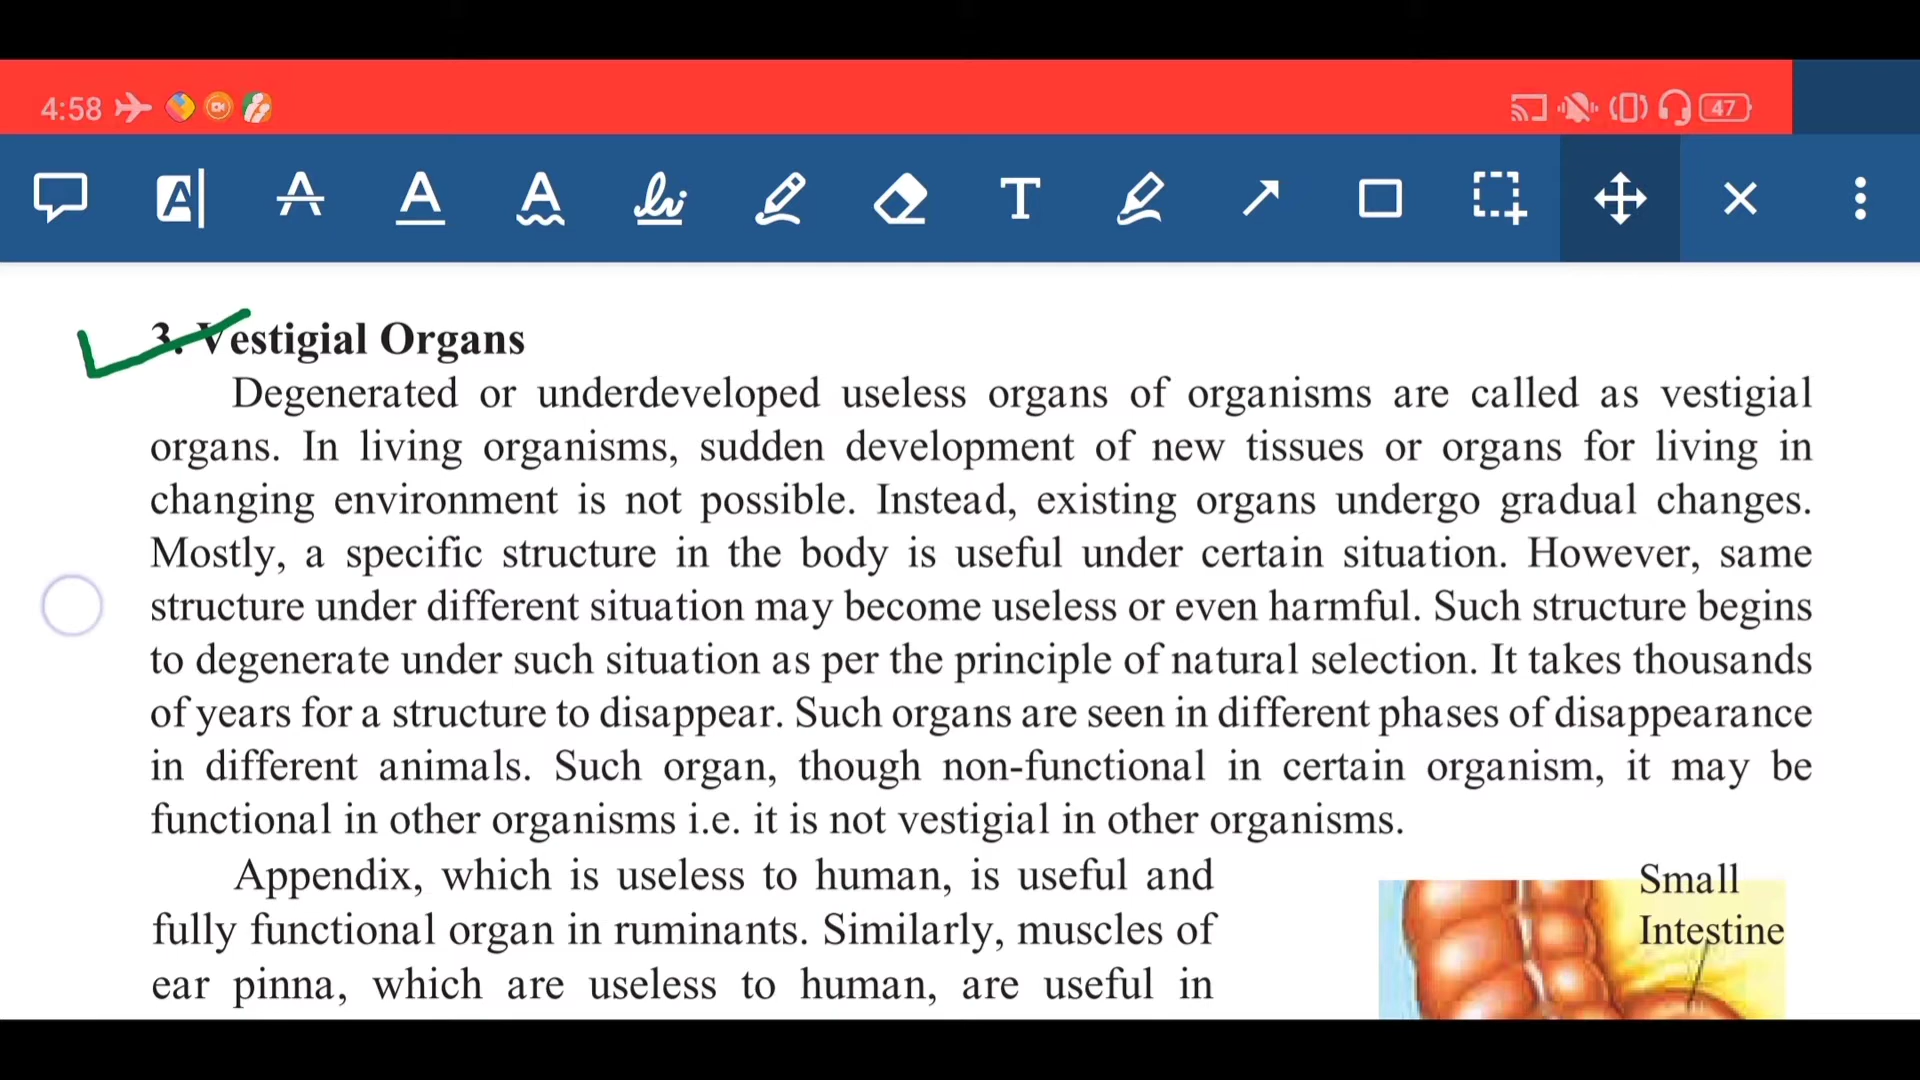 4:58
47
3. Vestigial Organs
Degenerated or underdeveloped useless organs of organisms are called as vestigial
organs. In living organisms, sudden development of new tissues or organs for living in
changing environment is not possible. Instead, existing organs undergo gradual changes.
Mostly, a specific structure in the body is useful under certain situation. However, same
structure under different situation may become useless or even harmful. Such structure begins
to degenerate under such situation as per the principle of natural selection. It takes thousands
of years for a structure to disappear. Such organs are seen in different phases of disappearance
in different animals. Such organ, though non-functional in certain organism, it may be
functional in other organisms i.e. it is not vestigial in other organisms.
Appendix, which is useless to human, is useful and
fully functional organ in ruminants. Similarly, muscles of
ear pinna, which are useless to human, are useful in
Small
Intestine